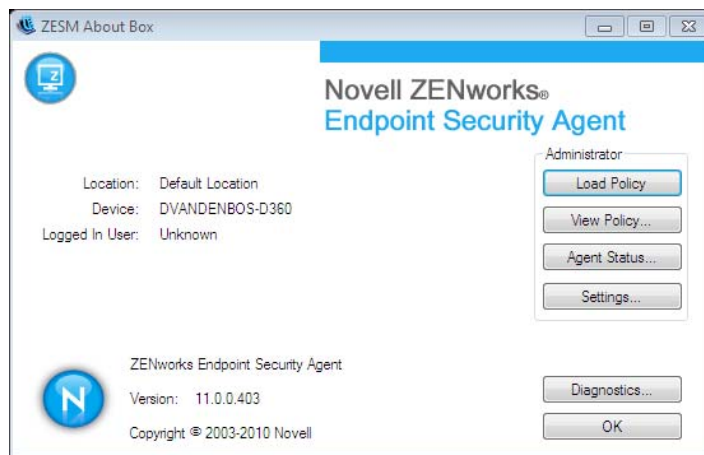 ZESM About Box
Z
Novell ZENworks®
Endpoint Security Agent
Location: Default Location
Device: DVANDENBOS-D360
Logged In User: Unknown
Administrator
Load Policy
View Policy...
Agent Status...
Settings...
N
ZENworks Endpoint Security Agent
Version: 11.0.0.403
Copyright © 2003-2010 Novell
Diagnostics...
OK